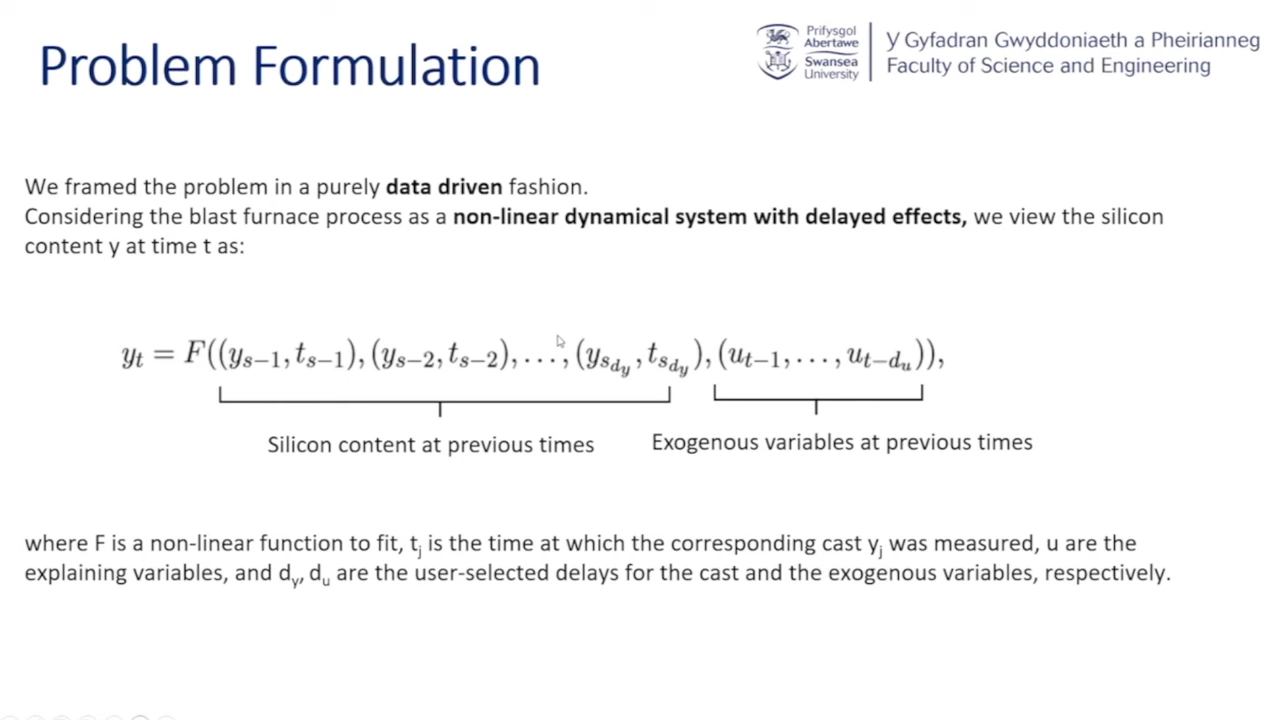 Problem Formulation
Prifysgol
Abertawe
Swansea
University
Y Gyfadran Gwyddoniaeth a Pheirianneg
Faculty of Science and Engineering
We framed the problem in a purely data driven fashion.
Considering the blast furnace process as a non-linear dynamical system with delayed effects, we view the silicon
content y at time t as:
y_t = F((y_{s-1}, t_{s-1}), (y_{s-2}, t_{s-2}), ..., (y_{s_{d_y}}, t_{s_{d_y}}), (u_{t-1}, ..., u_{t-d_u})),
Silicon content at previous times
Exogenous variables at previous times
where F is a non-linear function to fit, t_j is the time at which the corresponding cast y_j was measured, u are the
explaining variables, and d_y, d_u are the user-selected delays for the cast and the exogenous variables, respectively.